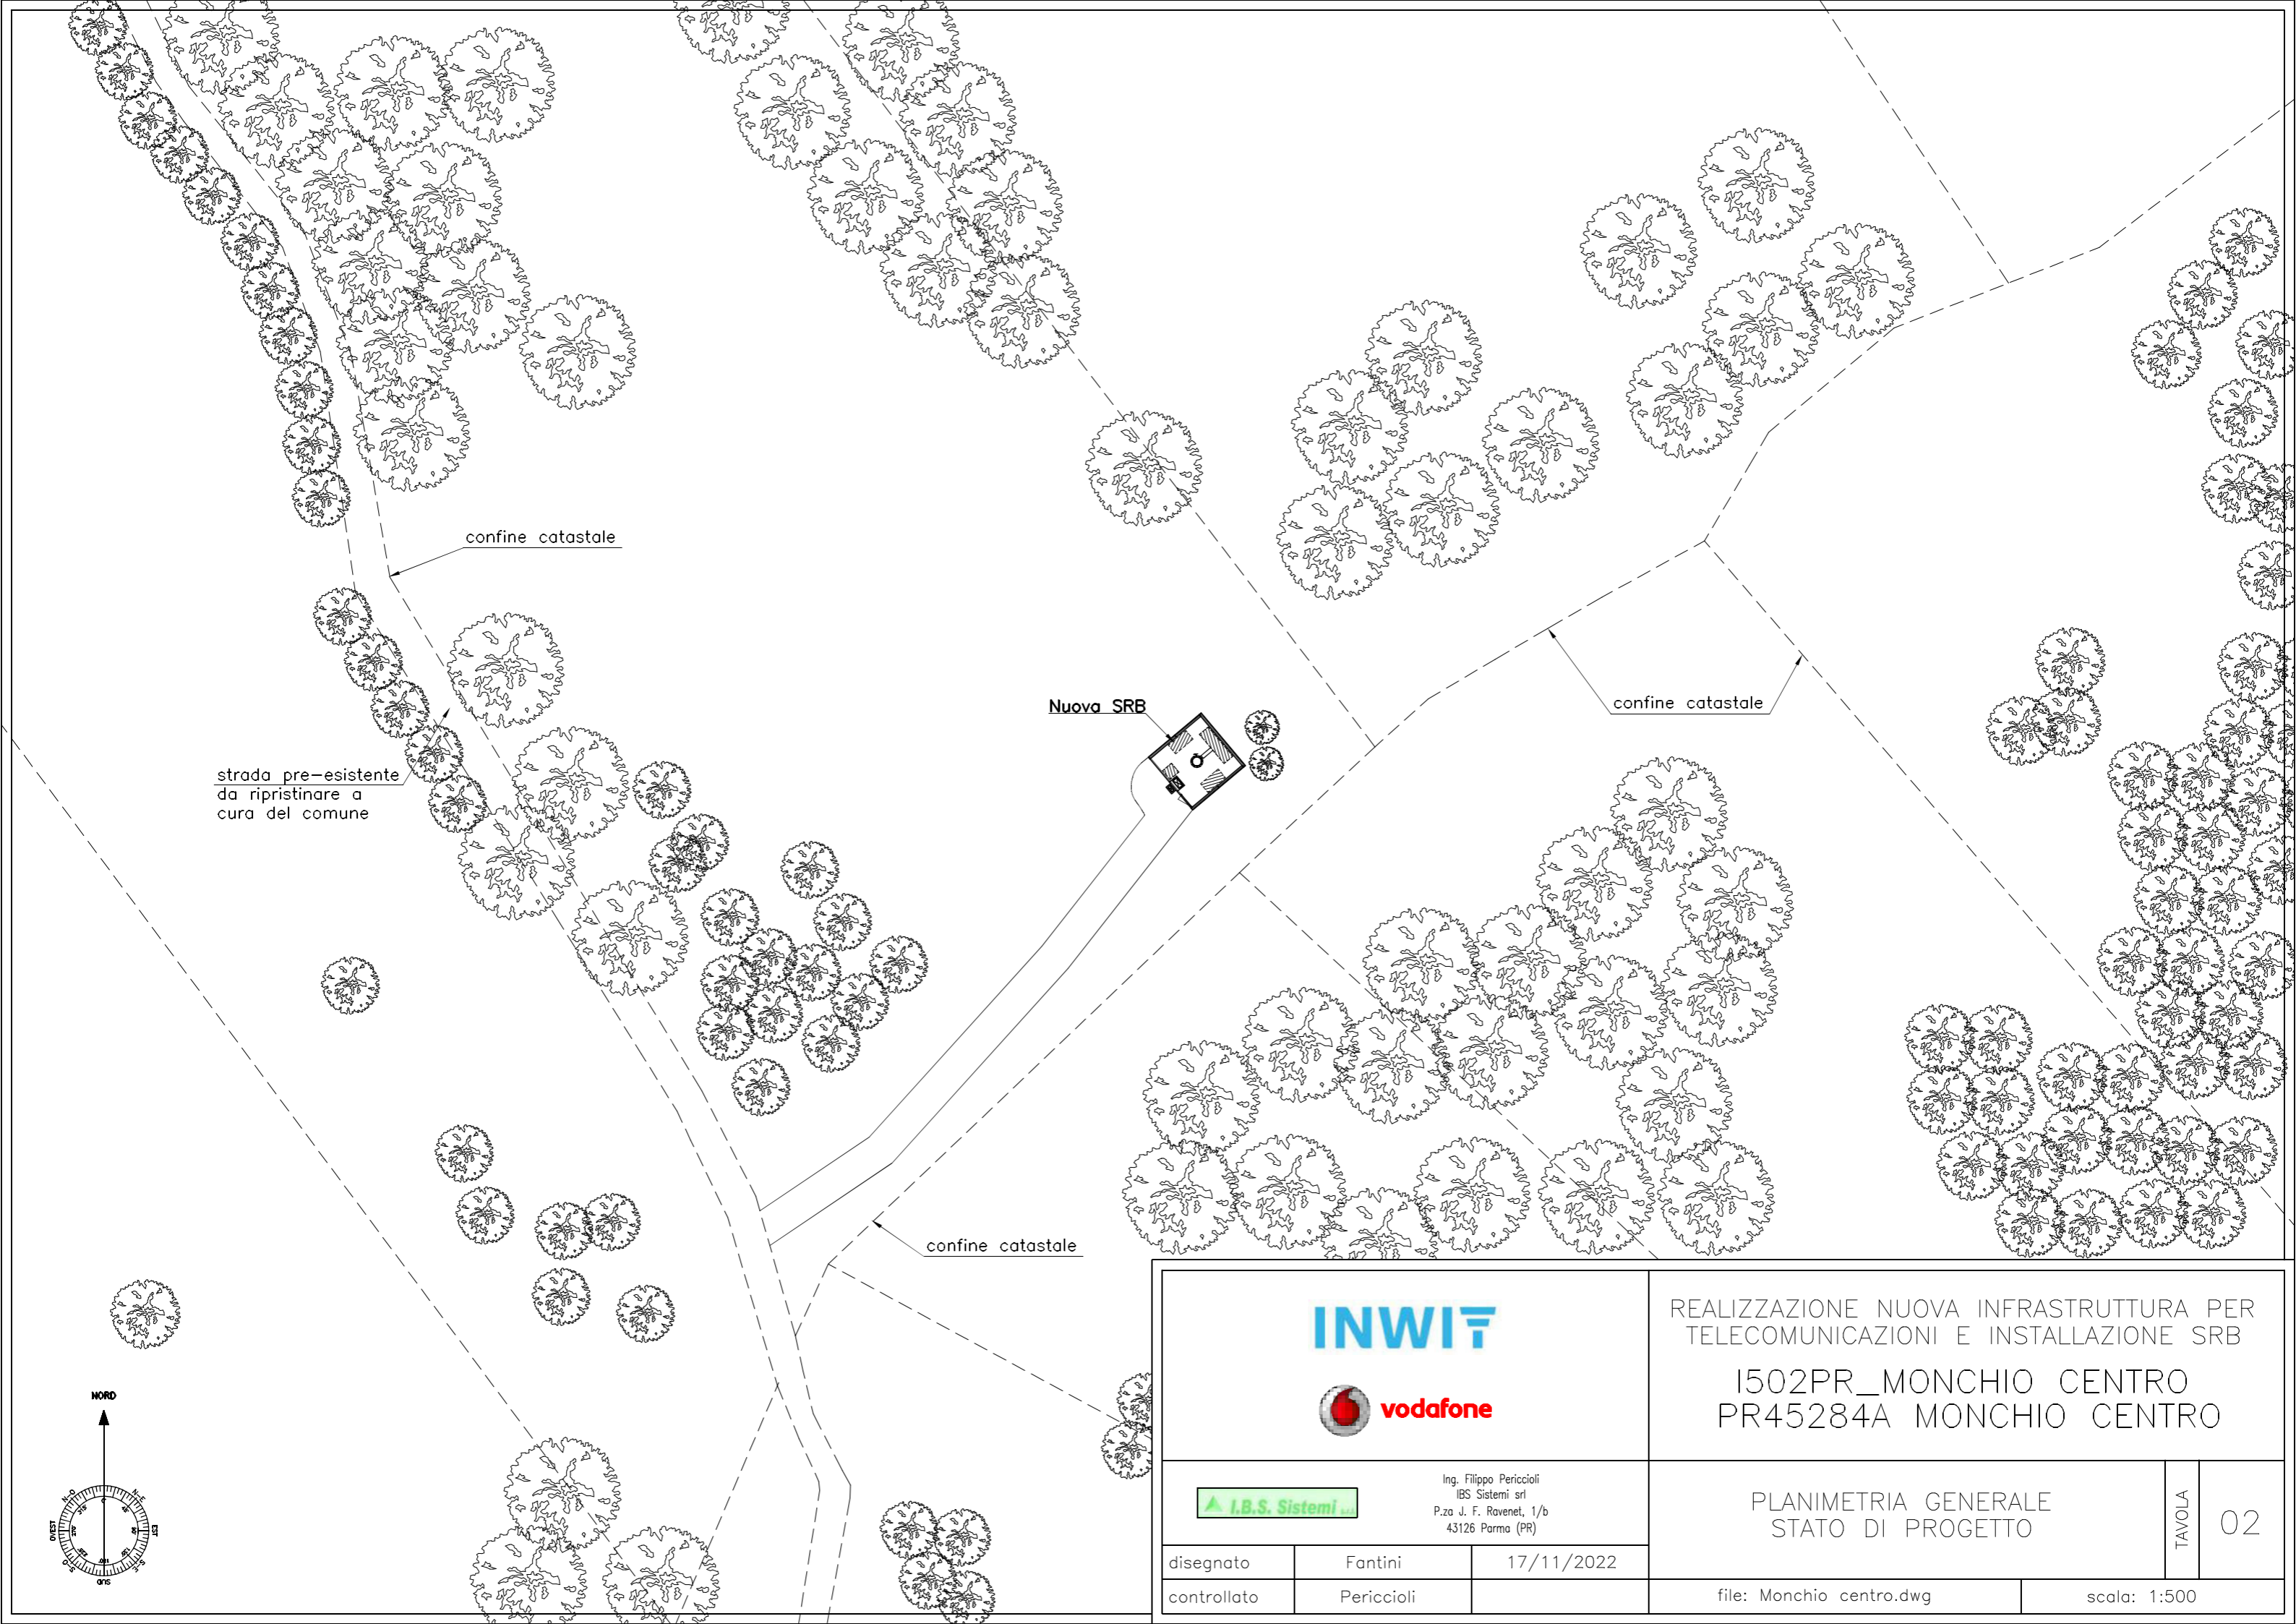 confine catastale
Nuova SRB
confine catastale
strada pre-esistente
da ripristinare a
cura del comune
confine catastale
NORD
N-O
N-E
OVEST
EST
S-O
S-E
INWIT
vodafone
REALIZZAZIONE NUOVA INFRASTRUTTURA PER
TELECOMUNICAZIONI E INSTALLAZIONE SRB
I502PR_MONCHIO CENTRO
PR45284A MONCHIO CENTRO
I.B.S. Sistemi s.r.l.
Ing. Filippo Periccioli
IBS Sistemi srl
P.za J. F. Ravenet, 1/b
43126 Parma (PR)
PLANIMETRIA GENERALE
STATO DI PROGETTO
TAVOLA
02
disegnato Fantini 17/11/2022
controllato Periccioli
file: Monchio centro.dwg
scala: 1:500